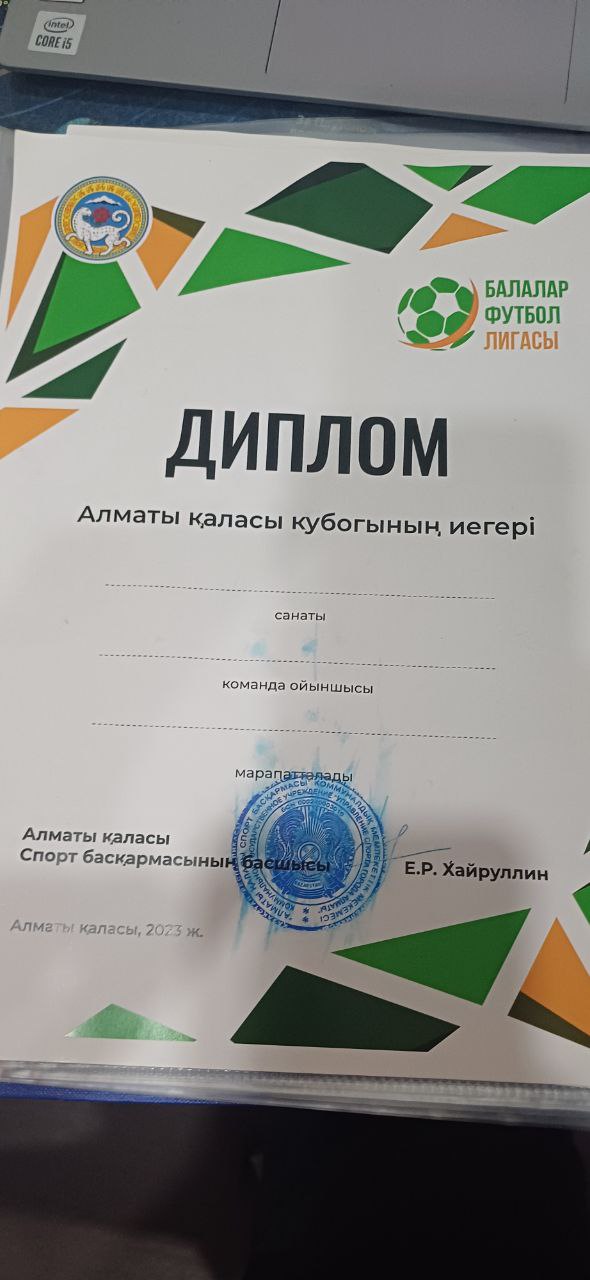 intel
CORE i5
БАЛАЛАР
ФУТБОЛ
ЛИГАСЫ
ДИПЛОМ
Алматы қаласы кубогының иегері
санаты
команда ойыншысы
марапатталады
Алматы қаласы
Спорт басқармасының басшысы
Е.Р. Хайруллин
Алматы қаласы, 2023 ж.